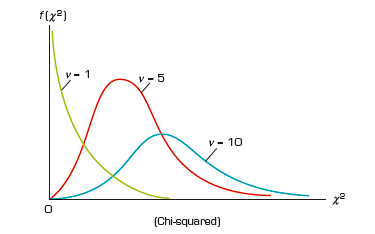 f(χ²)
ν = 1
ν = 5
ν = 10
0
χ²
(Chi-squared)